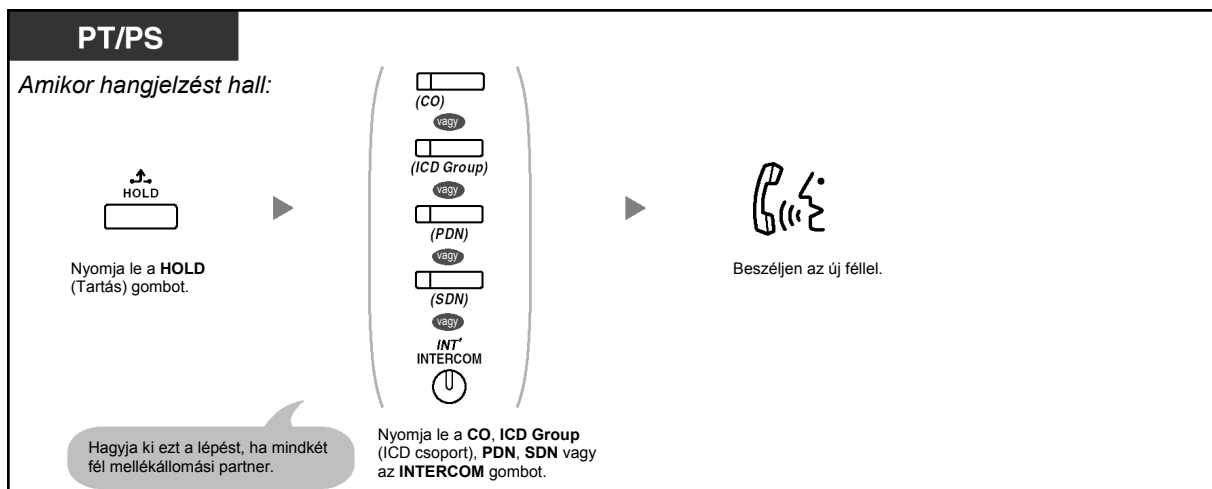 PT/PS
Amikor hangjelzést hall:
HOLD
Nyomja le a HOLD
(Tartás) gombot.
(CO)
vagy
(ICD Group)
vagy
(PDN)
vagy
(SDN)
vagy
INT'
INTERCOM
Hagyja ki ezt a lépést, ha mindkét
fél mellékállomási partner.
Nyomja le a CO, ICD Group
(ICD csoport), PDN, SDN vagy
az INTERCOM gombot.
Beszéljen az új féllel.